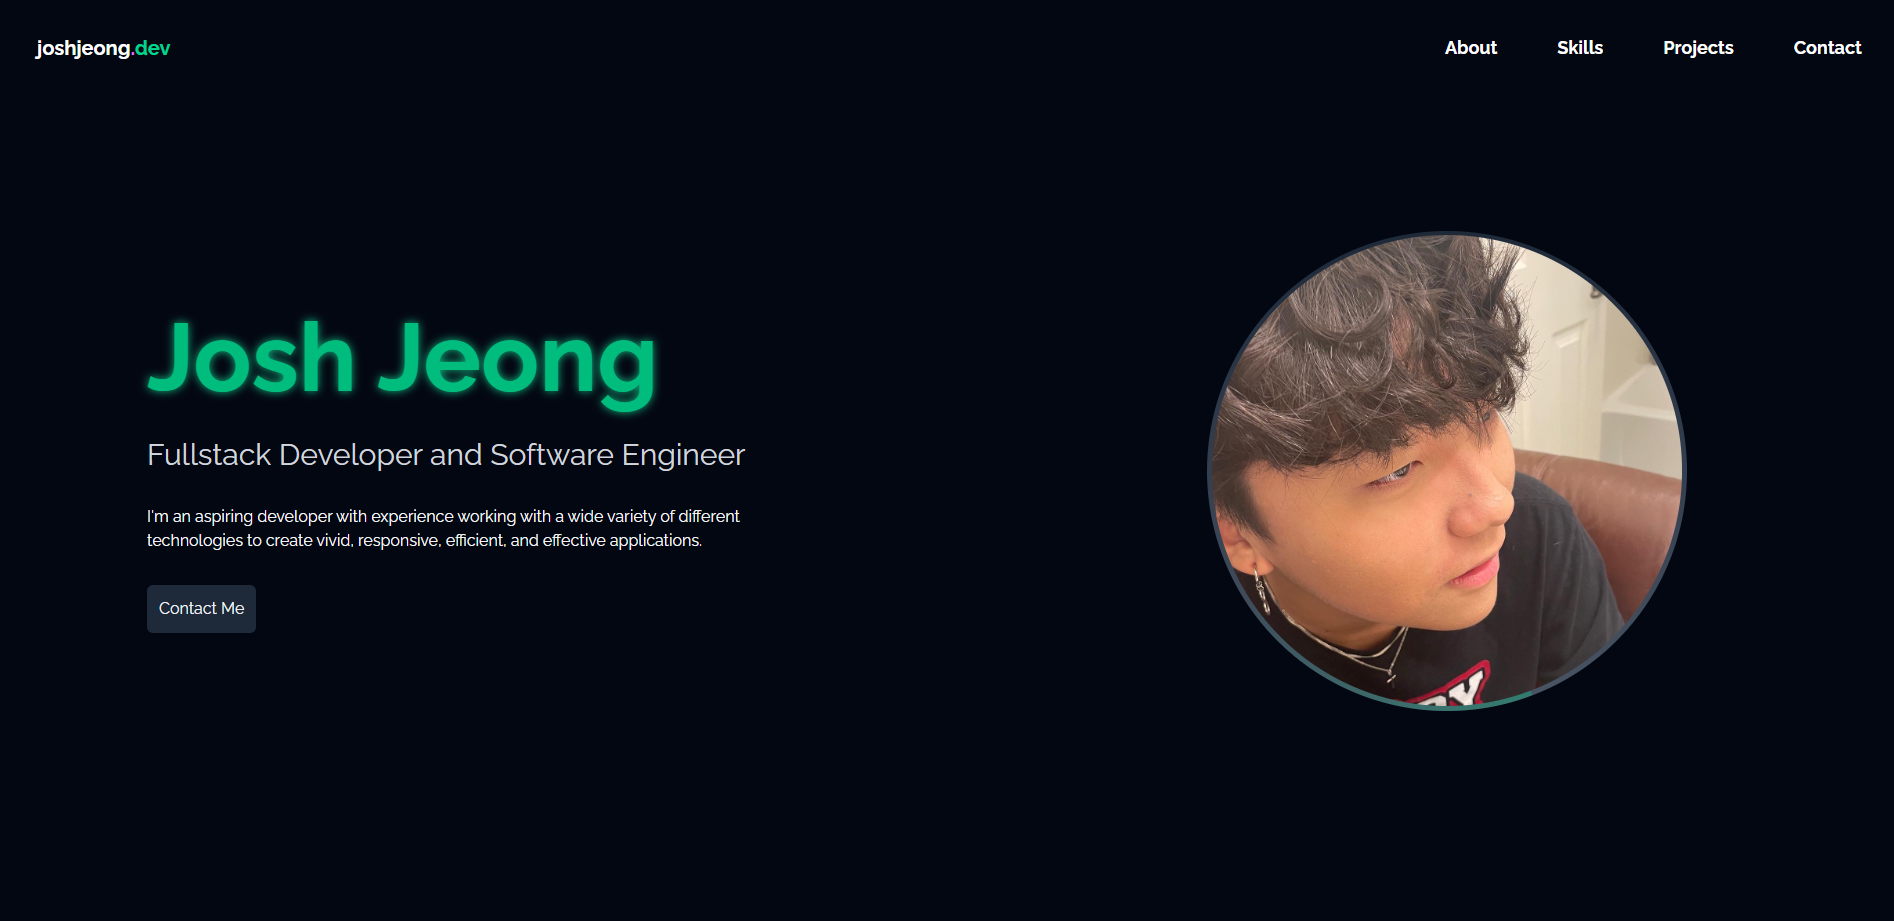 joshjeong.dev
About Skills Projects Contact
Josh Jeong
Fullstack Developer and Software Engineer
I'm an aspiring developer with experience working with a wide variety of different
technologies to create vivid, responsive, efficient, and effective applications.
Contact Me